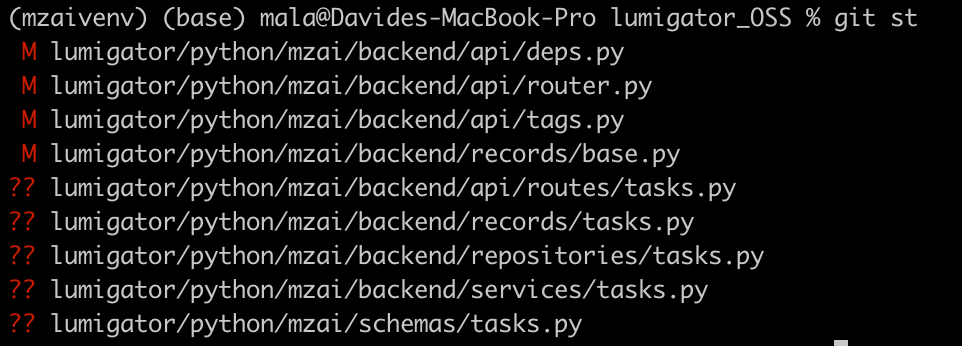 (mzaivenv) (base) mala@Davides-MacBook-Pro lumigator_OSS % git st
 M lumigator/python/mzai/backend/api/deps.py
 M lumigator/python/mzai/backend/api/router.py
 M lumigator/python/mzai/backend/api/tags.py
 M lumigator/python/mzai/backend/records/base.py
?? lumigator/python/mzai/backend/api/routes/tasks.py
?? lumigator/python/mzai/backend/records/tasks.py
?? lumigator/python/mzai/backend/repositories/tasks.py
?? lumigator/python/mzai/backend/services/tasks.py
?? lumigator/python/mzai/schemas/tasks.py